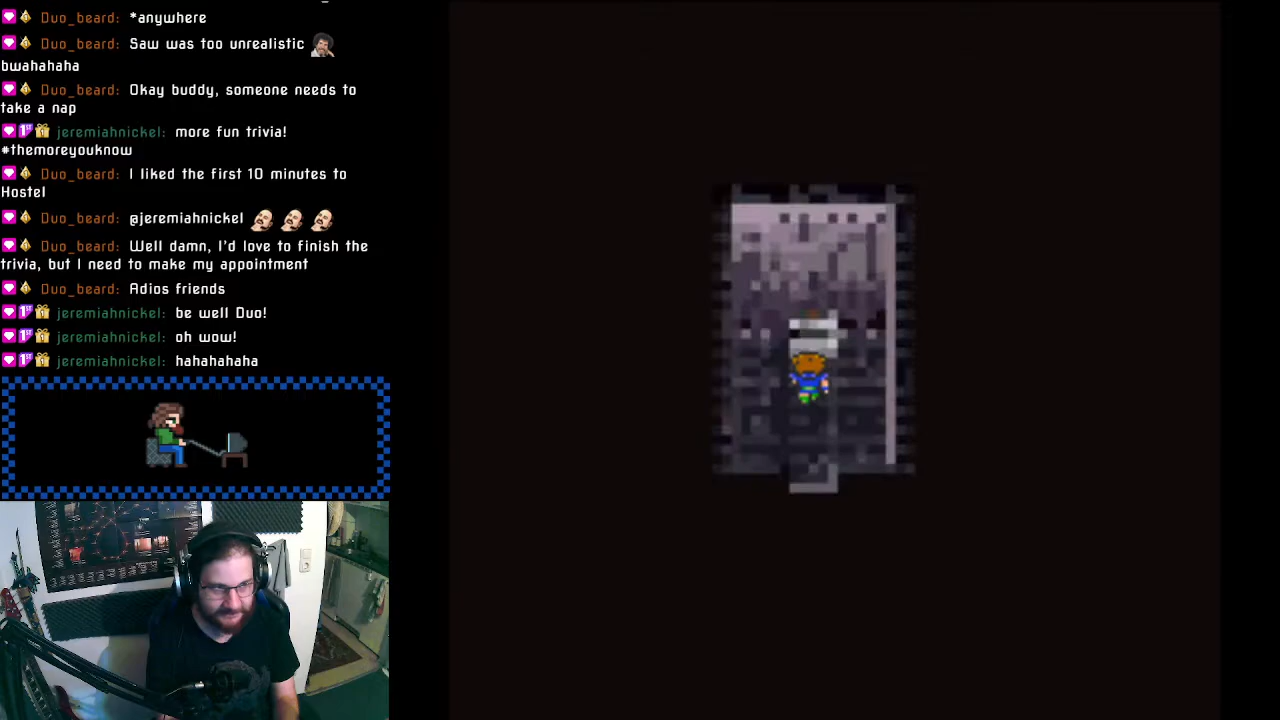 Duo_beard: *anywhere
Duo_beard: Saw was too unrealistic
bwahahaha
Duo_beard: Okay buddy, someone needs to
take a nap
jeremiahnickel: more fun trivia!
#themoreyouknow
Duo_beard: I liked the first 10 minutes to
Hostel
Duo_beard: @jeremiahnickel
Duo_beard: Well damn, I'd love to finish the
trivia, but I need to make my appointment
Duo_beard: Adios friends
jeremiahnickel: be well Duo!
jeremiahnickel: oh wow!
jeremiahnickel: hahahahaha